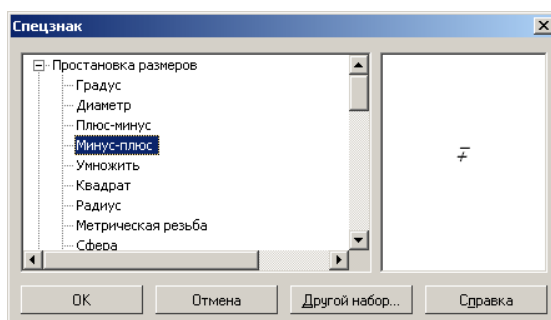 Спецзнак
Простановка размеров
Градус
Диаметр
Плюс-минус
Минус-плюс
Умножить
Квадрат
Радиус
Метрическая резьба
Сфера
∓
OK
Отмена
Другой набор...
Справка